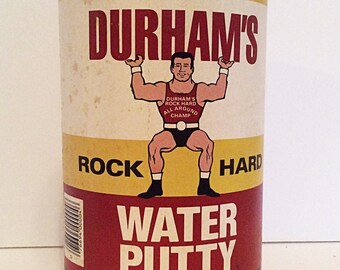 DURHAM'S
DURHAM'S
ROCK HARD
ALL AROUND
CHAMP
ROCK HARD
WATER
PUTTY